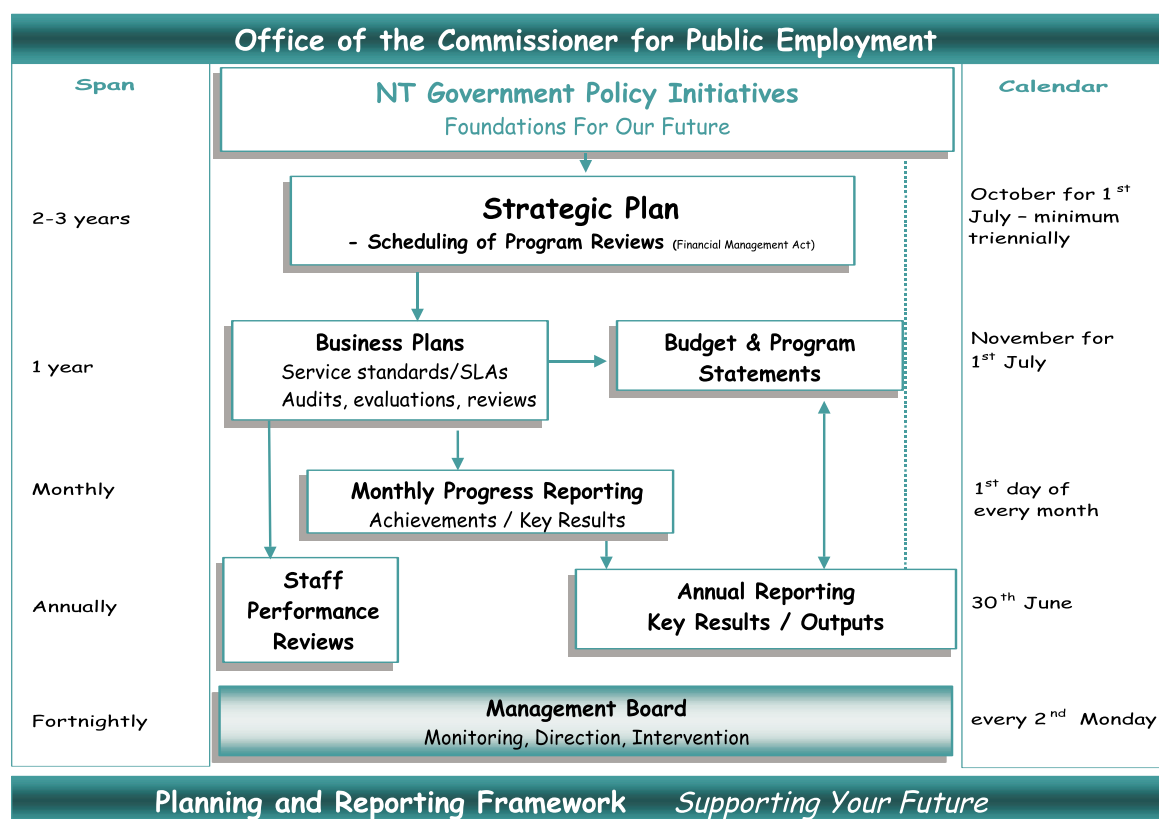 Office of the Commissioner for Public Employment
Span
NT Government Policy Initiatives
Foundations For Our Future
Calendar
2-3 years
Strategic Plan
- Scheduling of Program Reviews (Financial Management Act)
October for 1st
July – minimum
triennially
1 year
Business Plans
Service standards/SLAs
Audits, evaluations, reviews
Budget & Program
Statements
November for
1st July
Monthly
Monthly Progress Reporting
Achievements / Key Results
1st day of
every month
Annually
Staff
Performance
Reviews
Annual Reporting
Key Results / Outputs
30th June
Fortnightly
Management Board
Monitoring, Direction, Intervention
every 2nd Monday
Planning and Reporting Framework Supporting Your Future